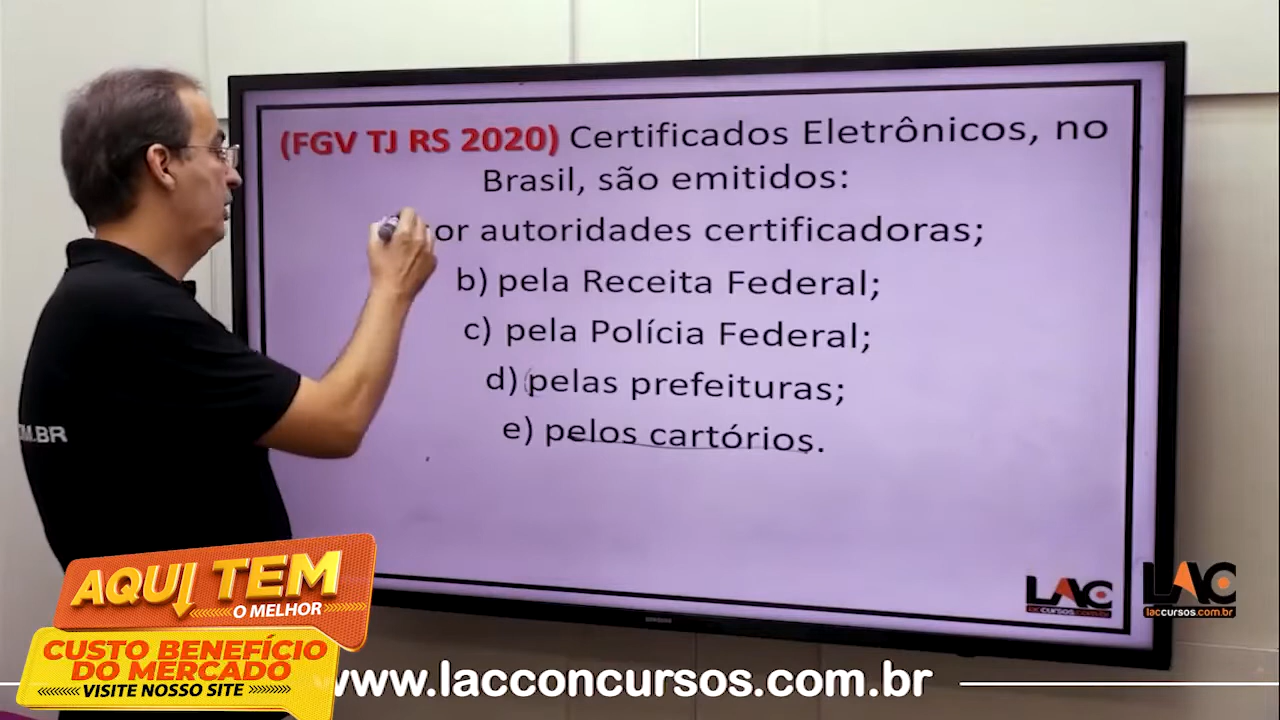 (FGV TJ RS 2020) Certificados Eletrônicos, no
Brasil, são emitidos:
autoridades certificadoras;
b) pela Receita Federal;
c) pela Polícia Federal;
d) pelas prefeituras;
e) pelos cartórios.
OM.BR
AQUI TEM
O MELHOR
CUSTO BENEFÍCIO
DO MERCADO
VISITE NOSSO SITE
LAC
laccursos.com.br
LAC
laccursos.com.br
www.lacconcursos.com.br